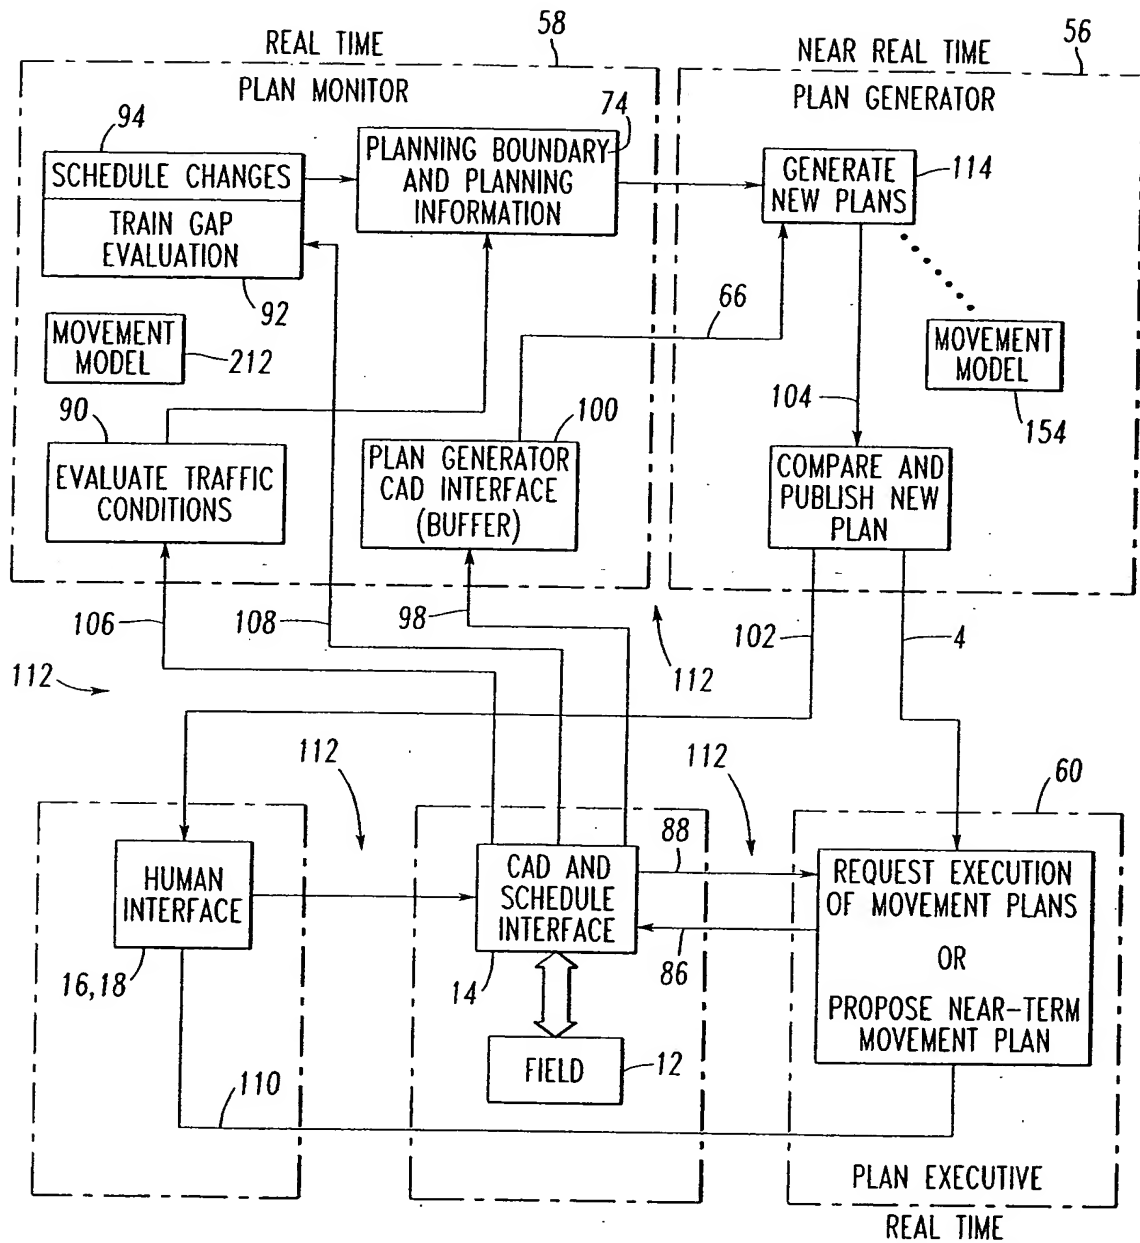 REAL TIME
58
NEAR REAL TIME
56
PLAN MONITOR
PLAN GENERATOR
94
SCHEDULE CHANGES
TRAIN GAP
EVALUATION
92
74
PLANNING BOUNDARY
AND PLANNING
INFORMATION
GENERATE
NEW PLANS
114
66
MOVEMENT
MODEL
212
MOVEMENT
MODEL
154
104
90
EVALUATE TRAFFIC
CONDITIONS
100
PLAN GENERATOR
CAD INTERFACE
(BUFFER)
COMPARE AND
PUBLISH NEW
PLAN
106
108
98
102
4
112
112
112
112
60
HUMAN
INTERFACE
16,18
CAD AND
SCHEDULE
INTERFACE
14
88
86
REQUEST EXECUTION
OF MOVEMENT PLANS
OR
PROPOSE NEAR-TERM
MOVEMENT PLAN
FIELD
12
110
PLAN EXECUTIVE
REAL TIME